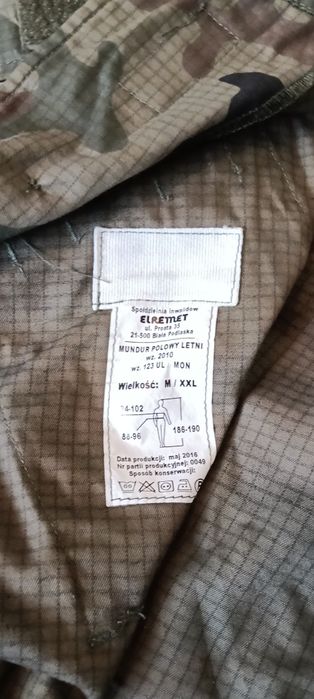 Spółdzielnia inwalidów
ELREMET
ul. Prosta 35
21-500 Biała Podlaska
MUNDUR POLOWY LETNI
wz. 2010
wz. 123 UL / MON
Wielkość: M / XXL
94-102
88-96
186-190
Data produkcji: maj 2016
Nr partii produkcyjnej: 0049
Sposób konserwacji: